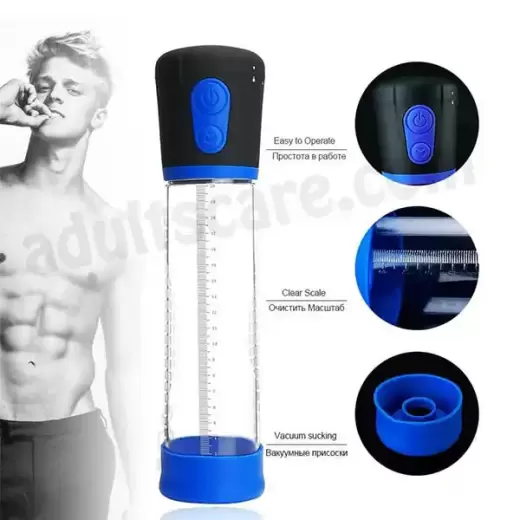 Easy to Operate
Простота в работе
adultscare.com
Clear Scale
Очистить Масштаб
Vacuum sucking
Вакуумные присоски